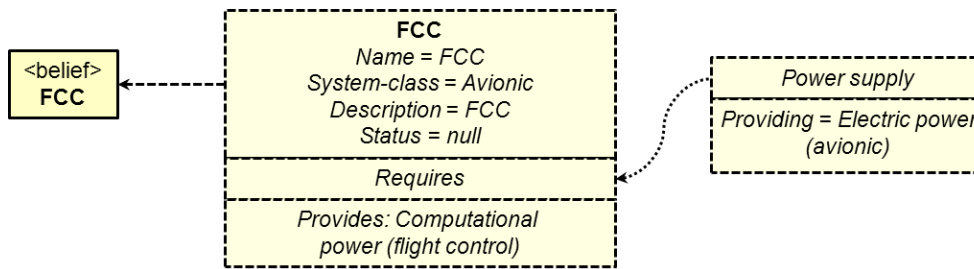 <belief>
FCC
FCC
Name = FCC
System-class = Avionic
Description = FCC
Status = null
Requires
Provides: Computational
power (flight control)
Power supply
Providing = Electric power
(avionic)